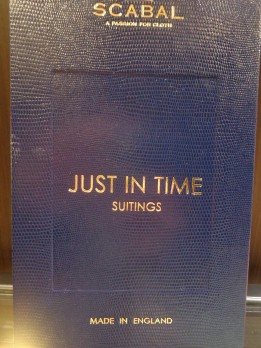 SCABAL
A PASSION FOR CLOTH
JUST IN TIME
SUITINGS
MADE IN ENGLAND